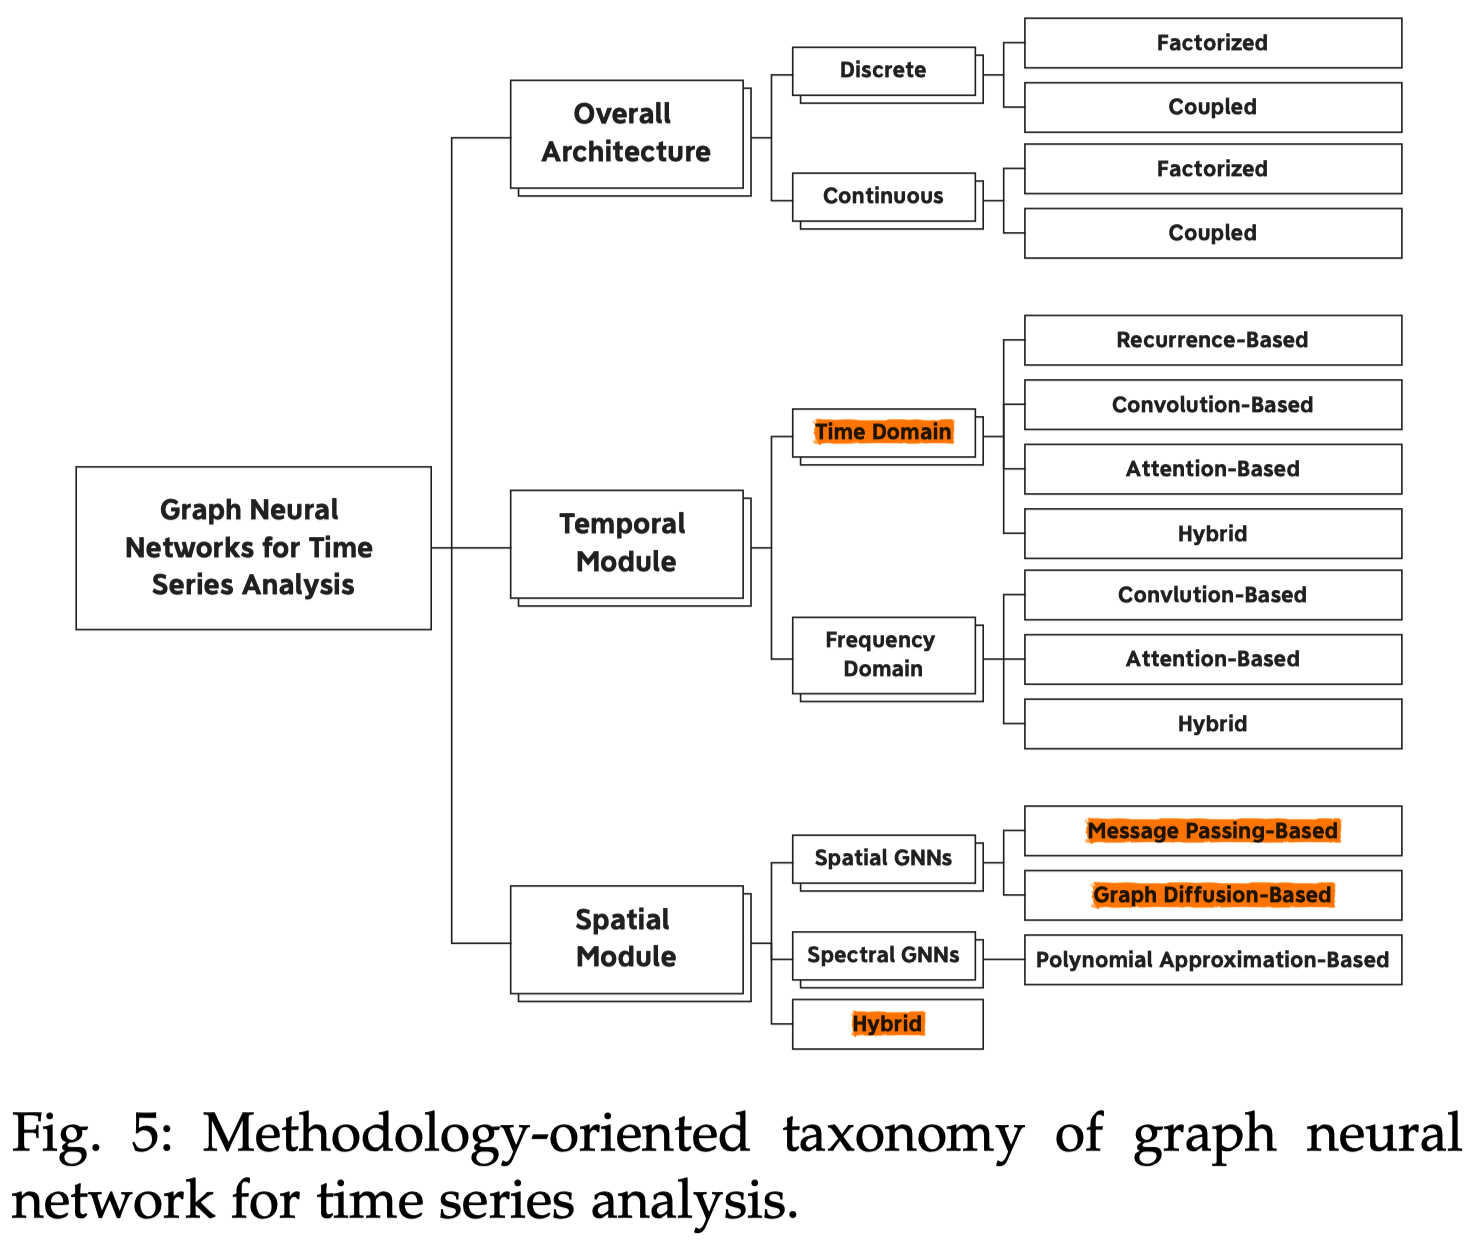 Graph Neural
Networks for Time
Series Analysis
Overall
Architecture
Discrete
Factorized
Coupled
Continuous
Factorized
Coupled
Temporal
Module
Time Domain
Recurrence-Based
Convolution-Based
Attention-Based
Hybrid
Frequency
Domain
Convlution-Based
Attention-Based
Hybrid
Spatial
Module
Spatial GNNs
Message Passing-Based
Graph Diffusion-Based
Spectral GNNs
Polynomial Approximation-Based
Hybrid
Fig. 5: Methodology-oriented taxonomy of graph neural
network for time series analysis.